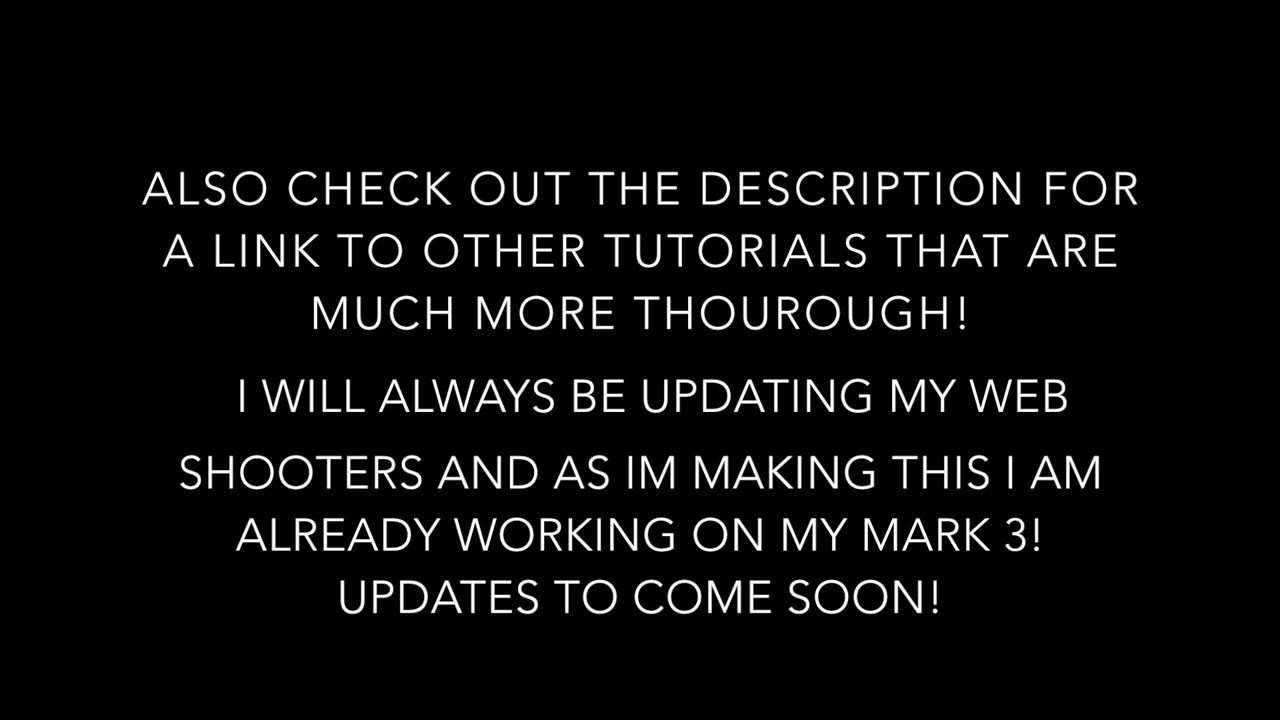 ALSO CHECK OUT THE DESCRIPTION FOR
A LINK TO OTHER TUTORIALS THAT ARE
MUCH MORE THOUROUGH!
I WILL ALWAYS BE UPDATING MY WEB
SHOOTERS AND AS IM MAKING THIS I AM
ALREADY WORKING ON MY MARK 3!
UPDATES TO COME SOON!